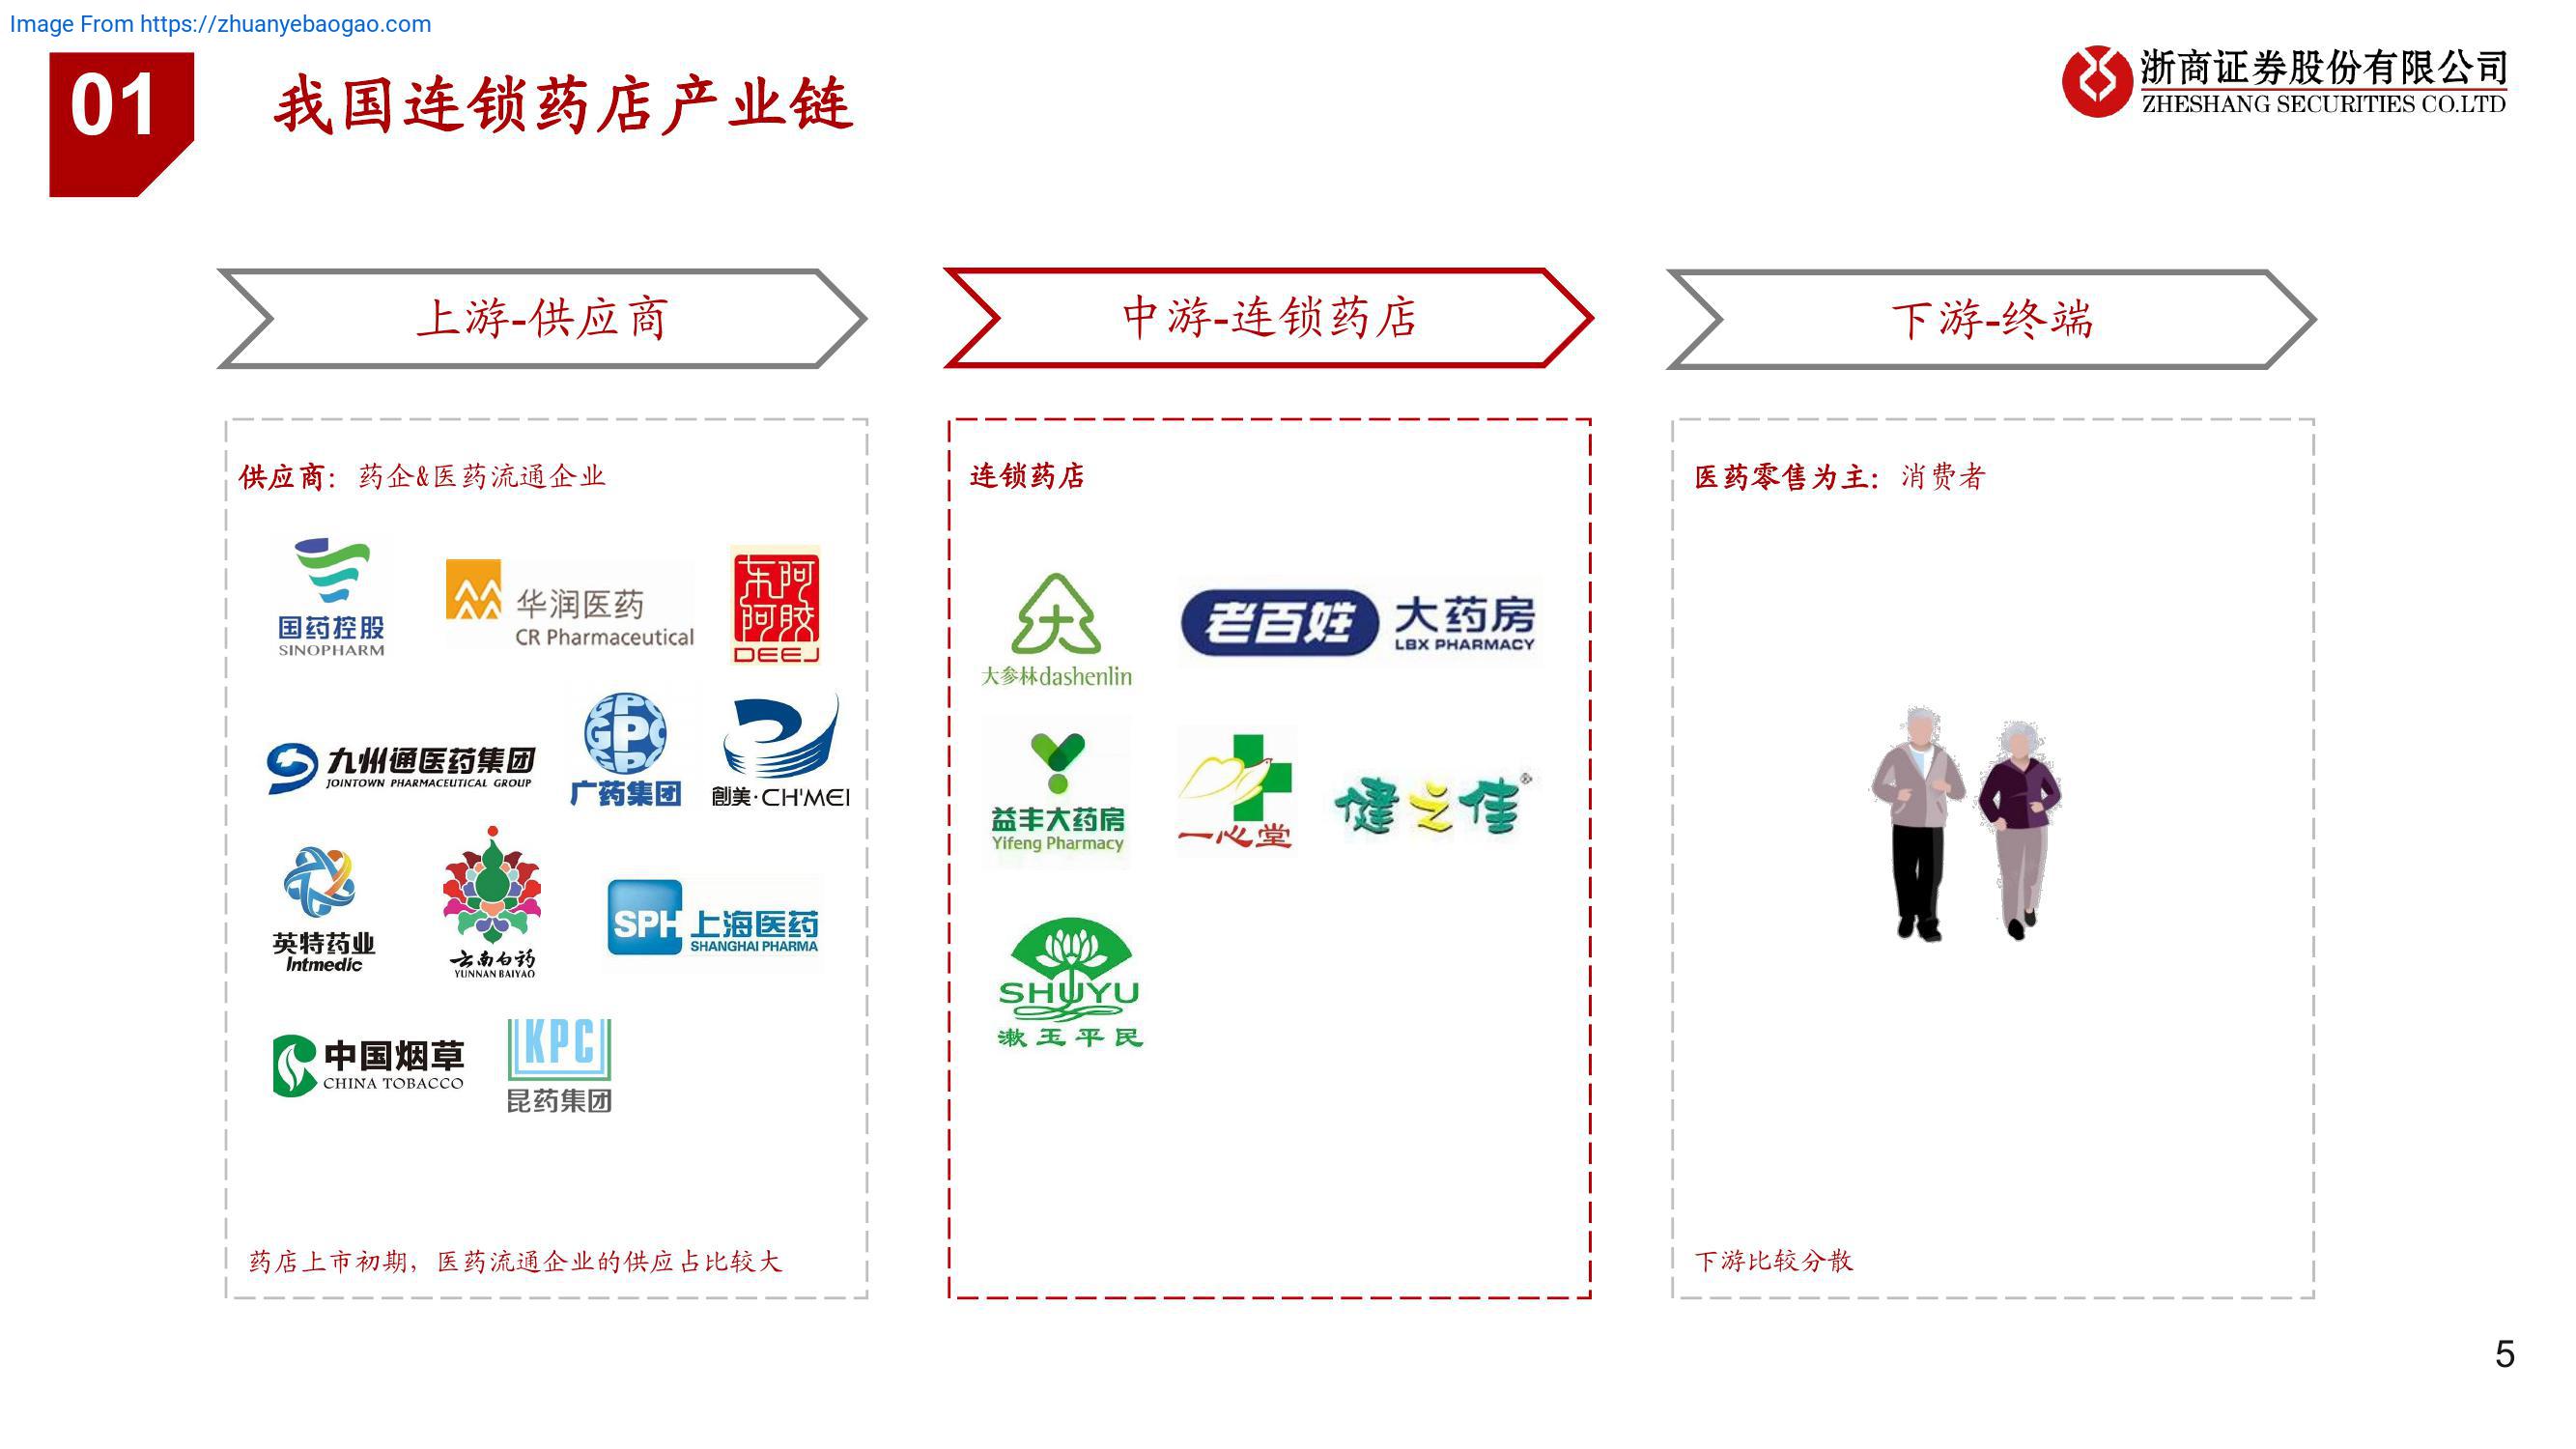 Image From https://zhuanyebaogao.com
01
我国连锁药店产业链
浙商证券股份有限公司
ZHESHANG SECURITIES CO.LTD
上游-供应商
中游-连锁药店
下游-终端
供应商：药企&医药流通企业
国药控股
SINOPHARM
华润医药
CR Pharmaceutical
东阿
阿胶
DEEJ
九州通医药集团
JOINTOWN PHARMACEUTICAL GROUP
GPC
广药集团
創美·CH'MEI
英特药业
Intmedic
云南白药
YUNNAN BAIYAO
SPH 上海医药
SHANGHAI PHARMA
中国烟草
CHINA TOBACCO
KPC
昆药集团
药店上市初期，医药流通企业的供应占比较大
连锁药店
大参林dashenlin
老百姓 大药房
LBX PHARMACY
益丰大药房
Yifeng Pharmacy
一心堂
健之佳®
SHUYU
漱玉平民
医药零售为主：消费者
下游比较分散
5